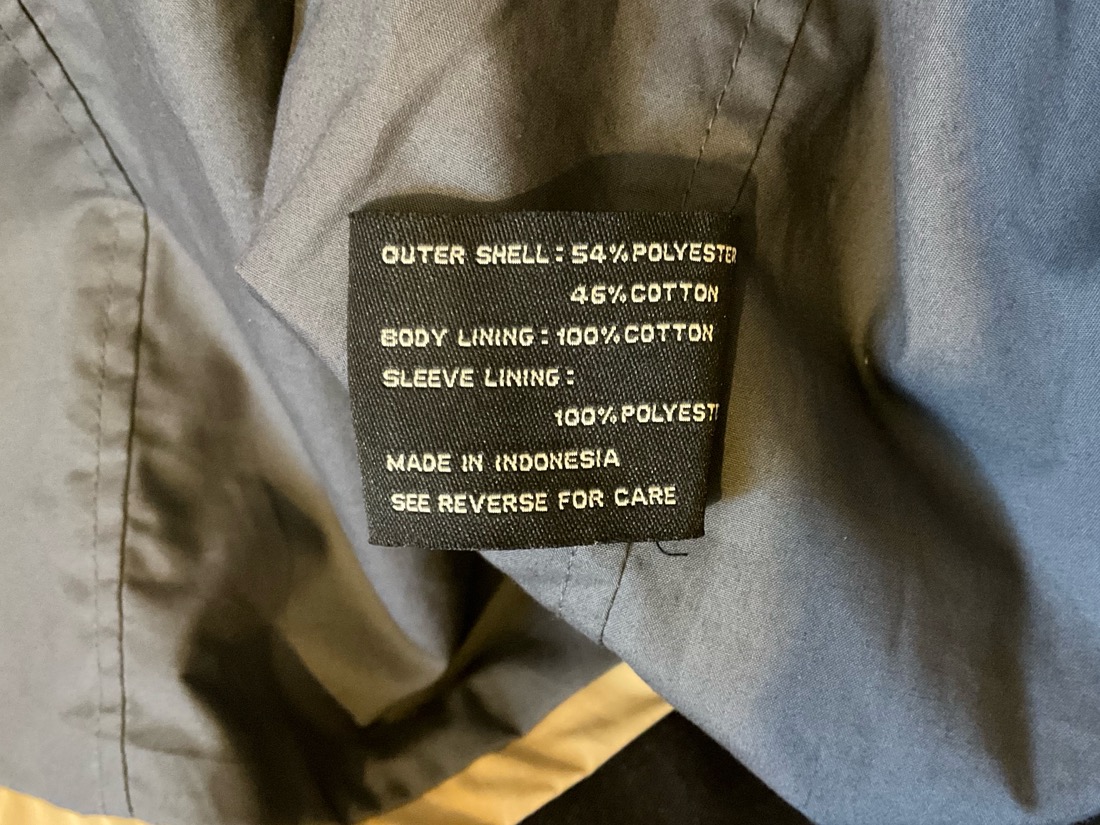 OUTER SHELL: 54% POLYESTER
46% COTTON
BODY LINING: 100% COTTON
SLEEVE LINING:
100% POLYEST
MADE IN INDONESIA
SEE REVERSE FOR CARE